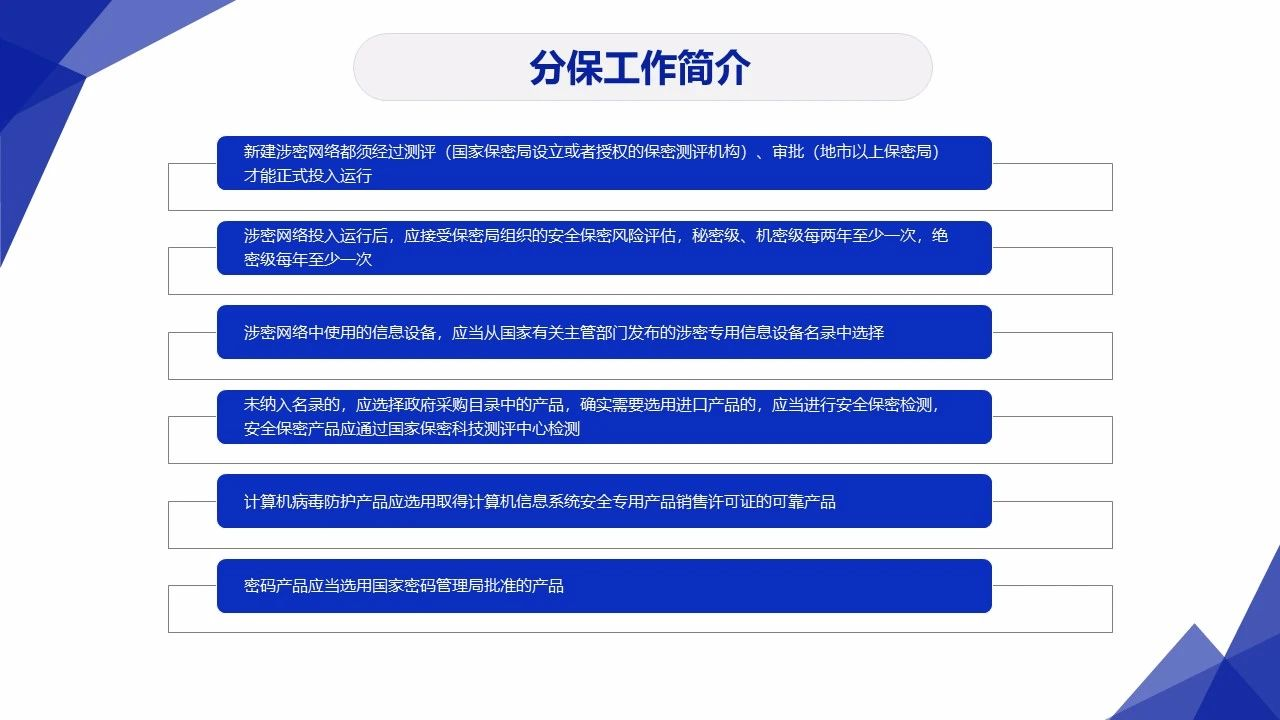 分保工作简介
新建涉密网络都须经过测评（国家保密局设立或者授权的保密测评机构）、审批（地市以上保密局）
才能正式投入运行
涉密网络投入运行后，应接受保密局组织的安全保密风险评估，秘密级、机密级每两年至少一次，绝
密级每年至少一次
涉密网络中使用的信息设备，应当从国家有关主管部门发布的涉密专用信息设备名录中选择
未纳入名录的，应选择政府采购目录中的产品，确实需要选用进口产品的，应当进行安全保密检测，
安全保密产品应通过国家保密科技测评中心检测
计算机病毒防护产品应选用取得计算机信息系统安全专用产品销售许可证的可靠产品
密码产品应当选用国家密码管理局批准的产品